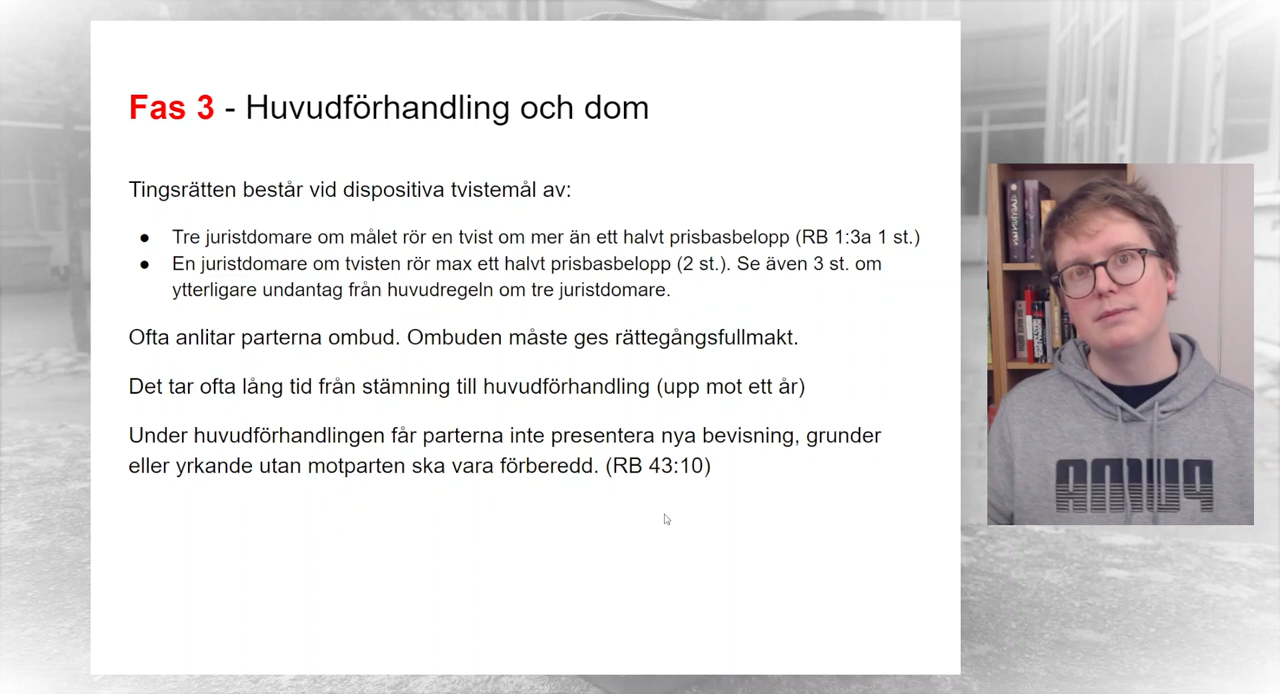 Fas 3 - Huvudförhandling och dom
Tingsrätten består vid dispositiva tvistemål av:
● Tre juristdomare om målet rör en tvist om mer än ett halvt prisbasbelopp (RB 1:3a 1 st.)
● En juristdomare om tvisten rör max ett halvt prisbasbelopp (2 st.). Se även 3 st. om
ytterligare undantag från huvudregeln om tre juristdomare.
Ofta anlitar parterna ombud. Ombuden måste ges rättegångsfullmakt.
Det tar ofta lång tid från stämning till huvudförhandling (upp mot ett år)
Under huvudförhandlingen får parterna inte presentera nya bevisning, grunder
eller yrkande utan motparten ska vara förberedd. (RB 43:10)